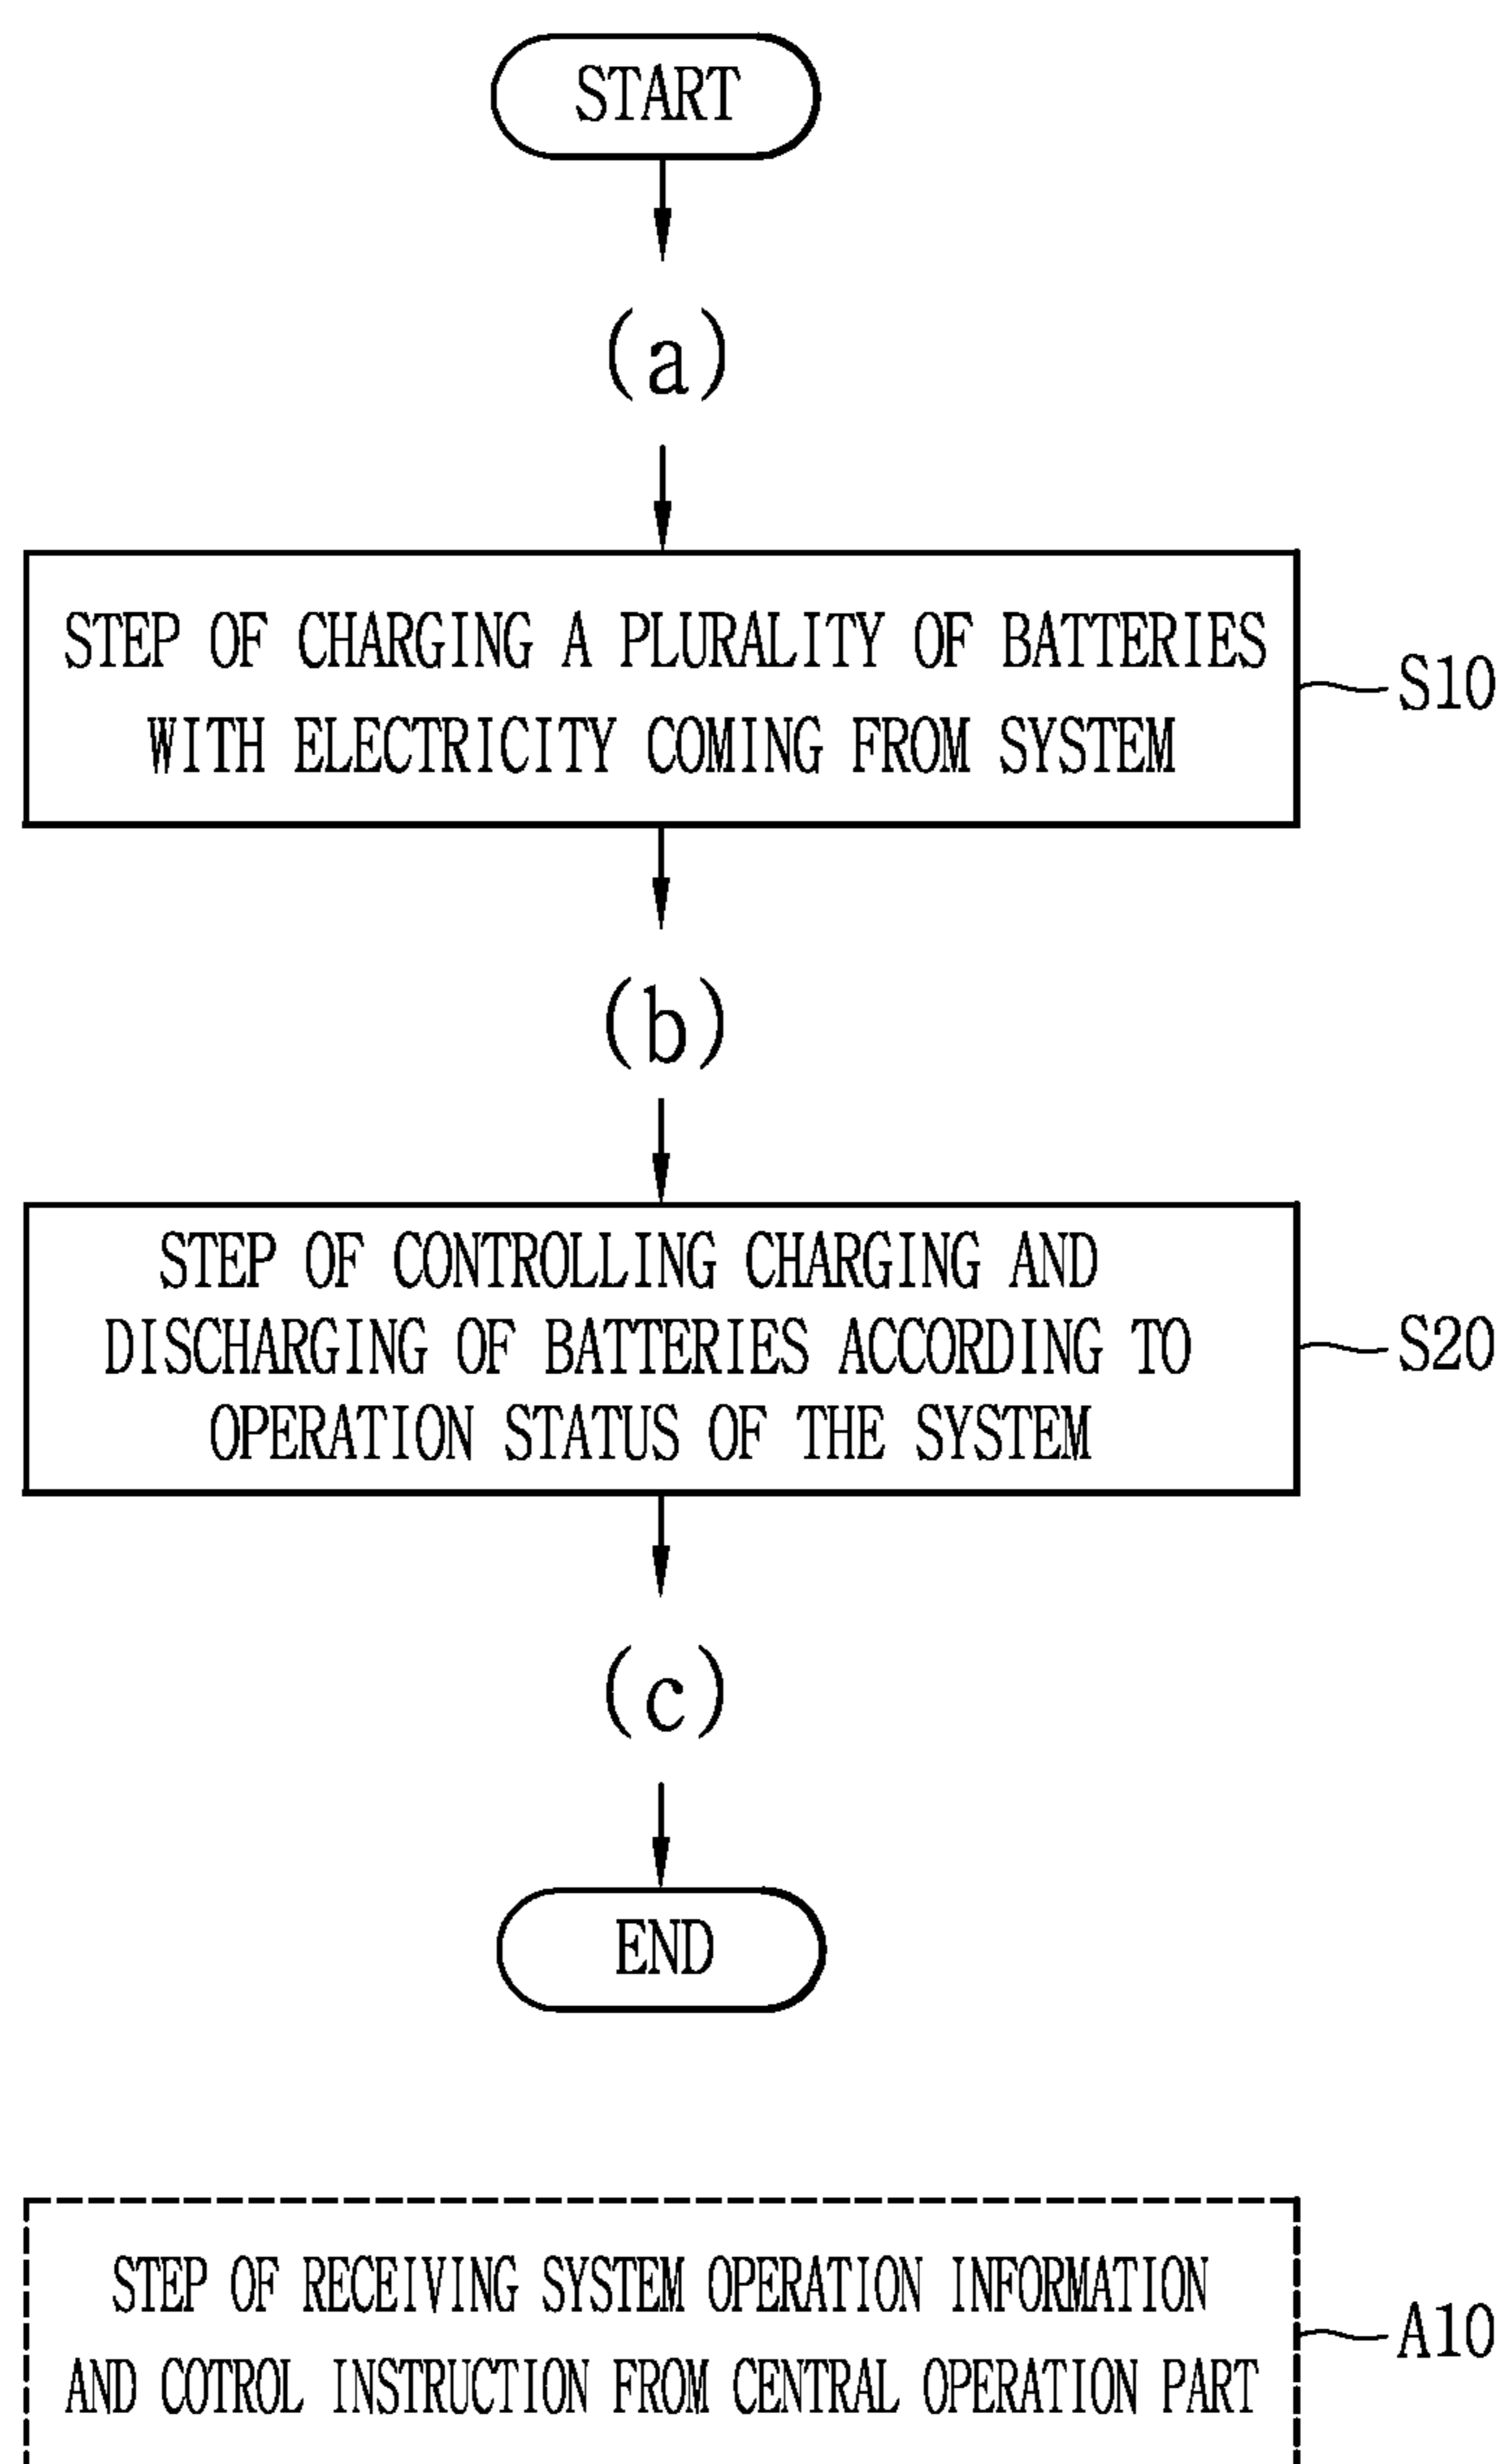 START
(a)
STEP OF CHARGING A PLURALITY OF BATTERIES
WITH ELECTRICITY COMING FROM SYSTEM
S10
(b)
STEP OF CONTROLLING CHARGING AND
DISCHARGING OF BATTERIES ACCORDING TO
OPERATION STATUS OF THE SYSTEM
S20
(c)
END
STEP OF RECEIVING SYSTEM OPERATION INFORMATION
AND COTROL INSTRUCTION FROM CENTRAL OPERATION PART
A10